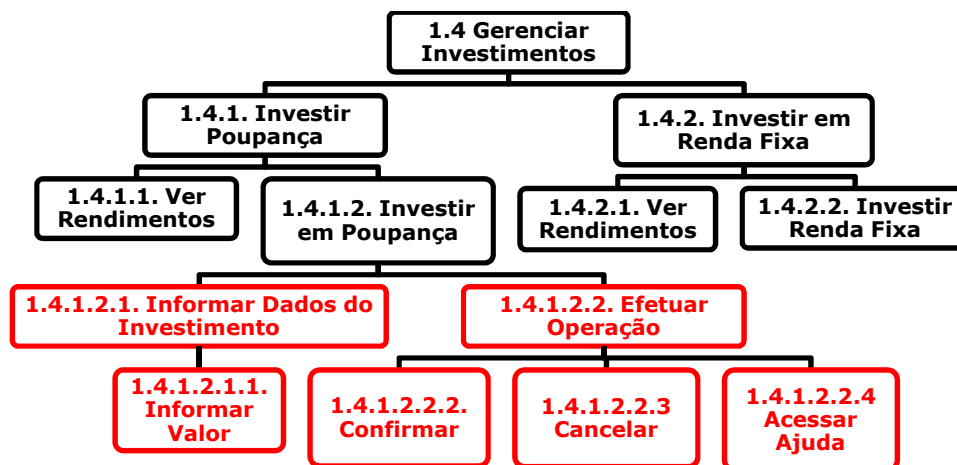 1.4 Gerenciar
Investimentos
1.4.1. Investir
Poupança
1.4.2. Investir em
Renda Fixa
1.4.1.1. Ver
Rendimentos
1.4.1.2. Investir
em Poupança
1.4.2.1. Ver
Rendimentos
1.4.2.2. Investir
Renda Fixa
1.4.1.2.1. Informar Dados do
Investimento
1.4.1.2.2. Efetuar
Operação
1.4.1.2.1.1.
Informar
Valor
1.4.1.2.2.2.
Confirmar
1.4.1.2.2.3
Cancelar
1.4.1.2.2.4
Acessar
Ajuda